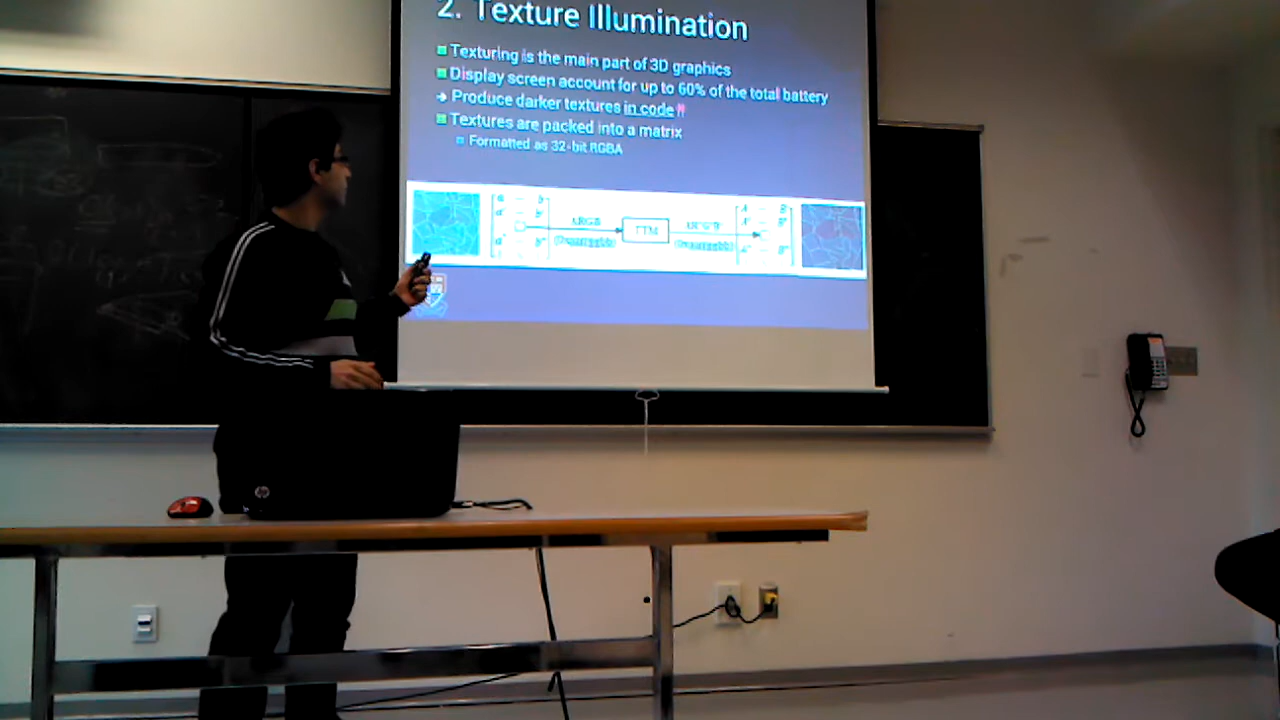 2. Texture Illumination
Texturing is the main part of 3D graphics
Display screen account for up to 60% of the total battery
Produce darker textures in code
Textures are packed into a matrix
Formatted as 32-bit RGBA
hp